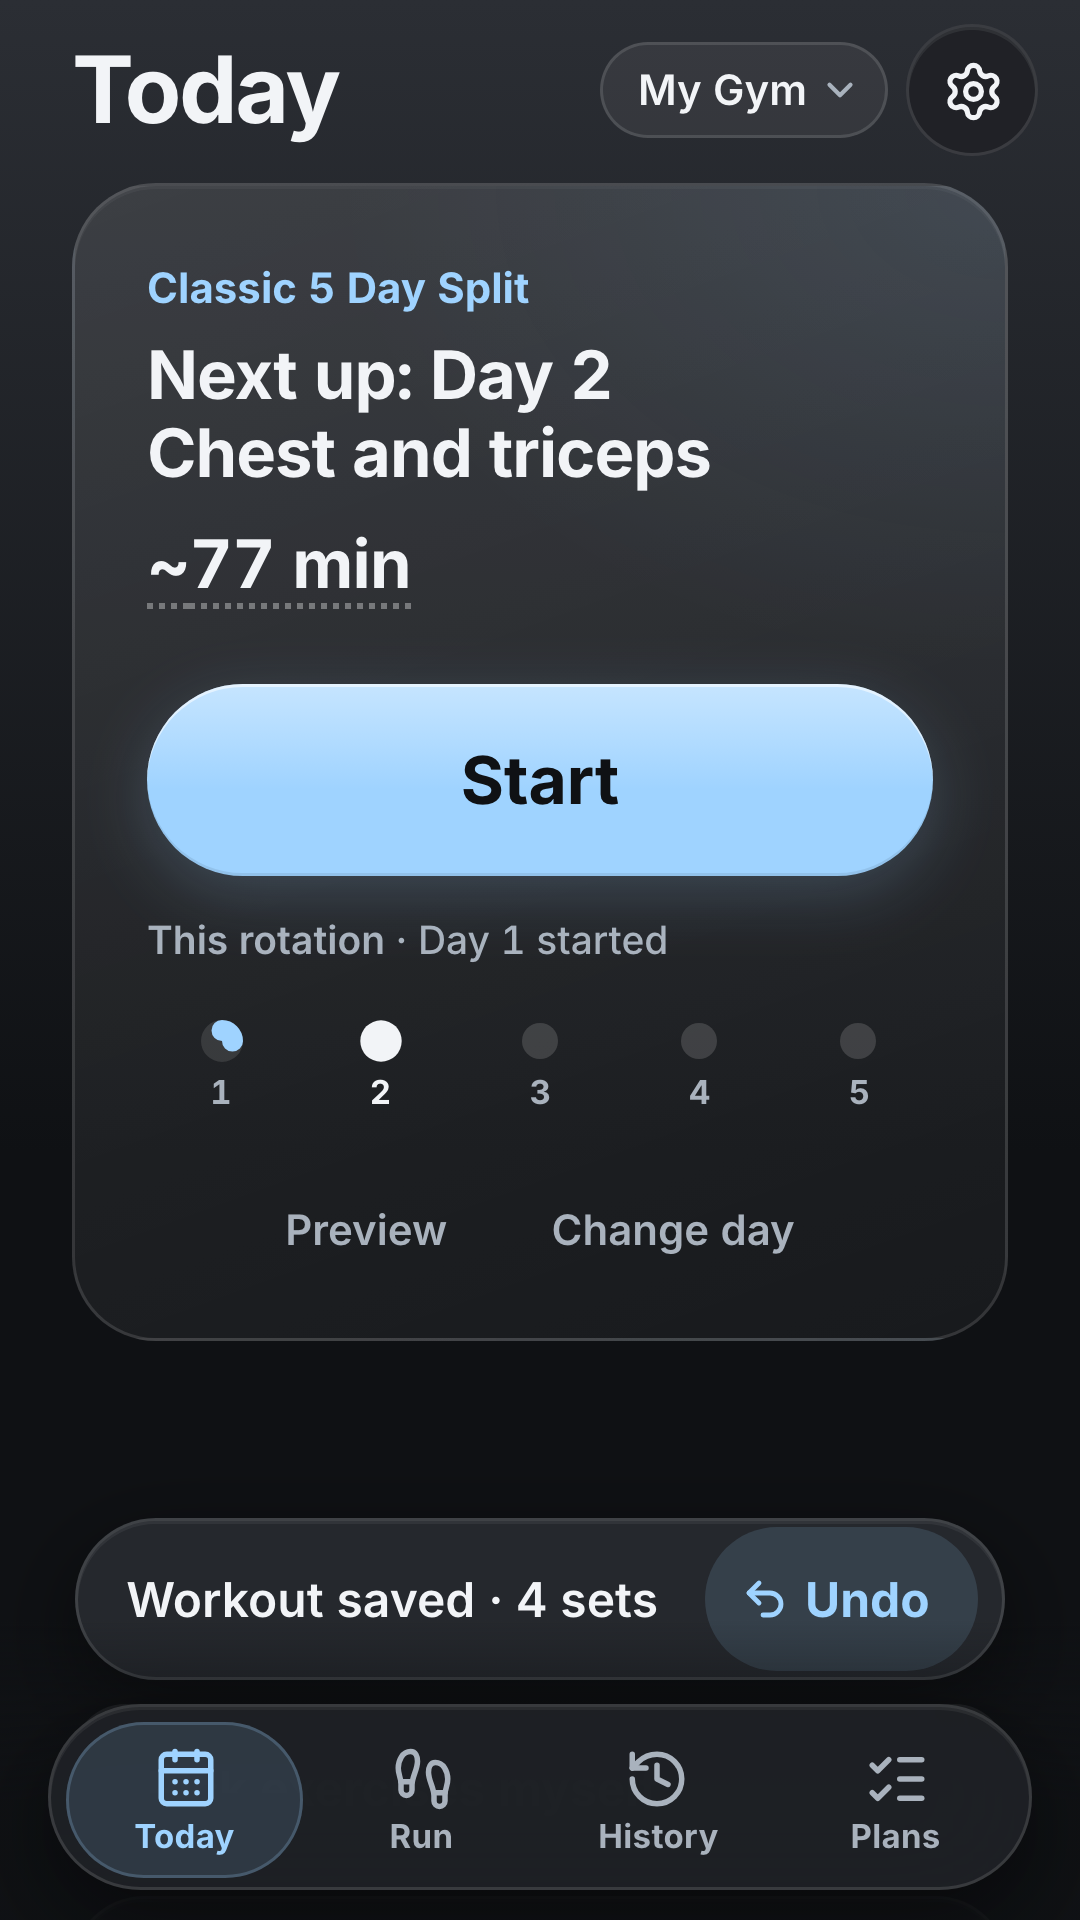 Today
My Gym
Classic 5 Day Split
Next up: Day 2
Chest and triceps
~77 min
Start
This rotation · Day 1 started
1 2 3 4 5
Preview Change day
Workout saved · 4 sets Undo
Today Run History Plans